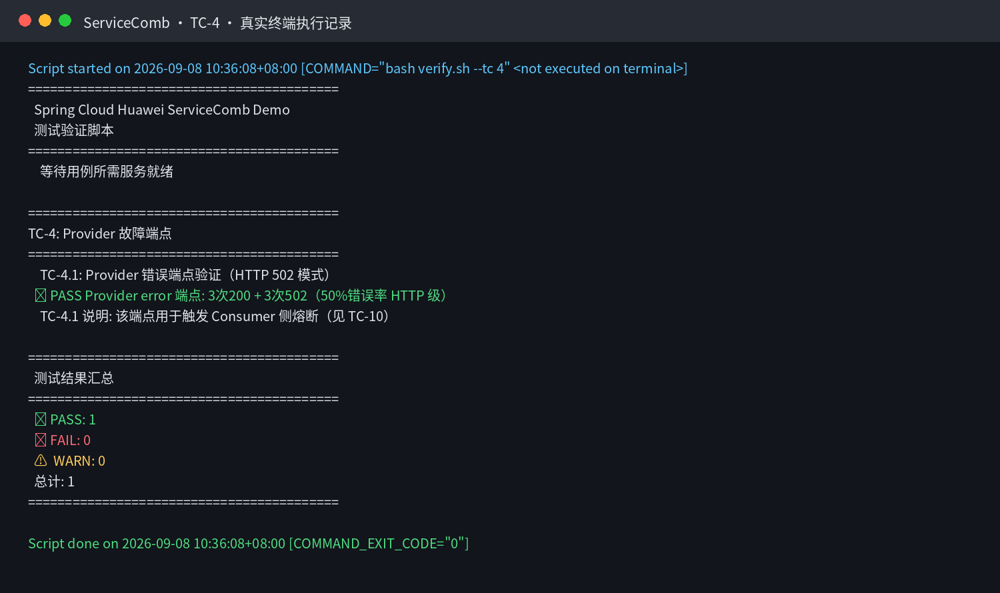 ServiceComb · TC-4 · 真实终端执行记录
Script started on 2026-09-08 10:36:08+08:00 [COMMAND="bash verify.sh --tc 4" <not executed on terminal>]
==========================================
Spring Cloud Huawei ServiceComb Demo
测试验证脚本
==========================================
等待用例所需服务就绪
==========================================
TC-4: Provider 故障端点
==========================================
TC-4.1: Provider 错误端点验证（HTTP 502 模式）
PASS Provider error 端点: 3次200 + 3次502（50%错误率 HTTP 级）
TC-4.1 说明: 该端点用于触发 Consumer 侧熔断（见 TC-10）
==========================================
测试结果汇总
==========================================
PASS: 1
FAIL: 0
⚠ WARN: 0
总计: 1
==========================================
Script done on 2026-09-08 10:36:08+08:00 [COMMAND_EXIT_CODE="0"]